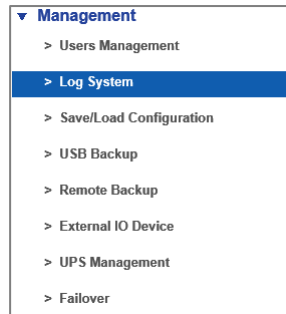 Management
> Users Management
> Log System
> Save/Load Configuration
> USB Backup
> Remote Backup
> External IO Device
> UPS Management
> Failover